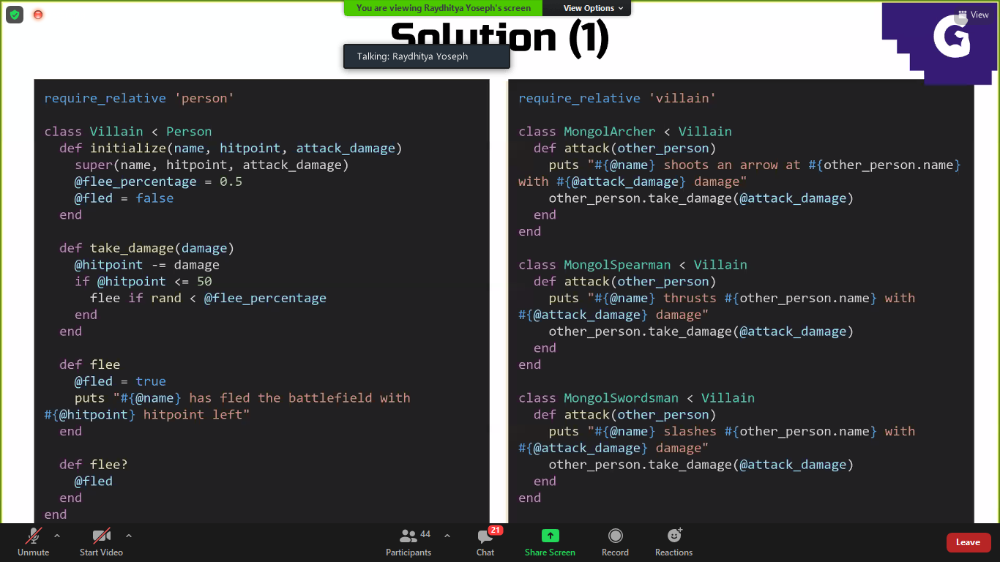 You are viewing Raydhitya Yoseph's screen
View Options
View
Solution (1)
Talking: Raydhitya Yoseph
G
require_relative 'person'
class Villain < Person
def initialize(name, hitpoint, attack_damage)
super(name, hitpoint, attack_damage)
@flee_percentage = 0.5
@fled = false
end
def take_damage(damage)
@hitpoint -= damage
if @hitpoint <= 50
flee if rand < @flee_percentage
end
end
def flee
@fled = true
puts "#{@name} has fled the battlefield with
#{@hitpoint} hitpoint left"
end
def flee?
@fled
end
end
require_relative 'villain'
class MongolArcher < Villain
def attack(other_person)
puts "#{@name} shoots an arrow at #{other_person.name}
with #{@attack_damage} damage"
other_person.take_damage(@attack_damage)
end
end
class MongolSpearman < Villain
def attack(other_person)
puts "#{@name} thrusts #{other_person.name} with
#{@attack_damage} damage"
other_person.take_damage(@attack_damage)
end
end
class MongolSwordsman < Villain
def attack(other_person)
puts "#{@name} slashes #{other_person.name} with
#{@attack_damage} damage"
other_person.take_damage(@attack_damage)
end
end
Unmute
Start Video
Participants
44
Chat
21
Share Screen
Record
Reactions
Leave